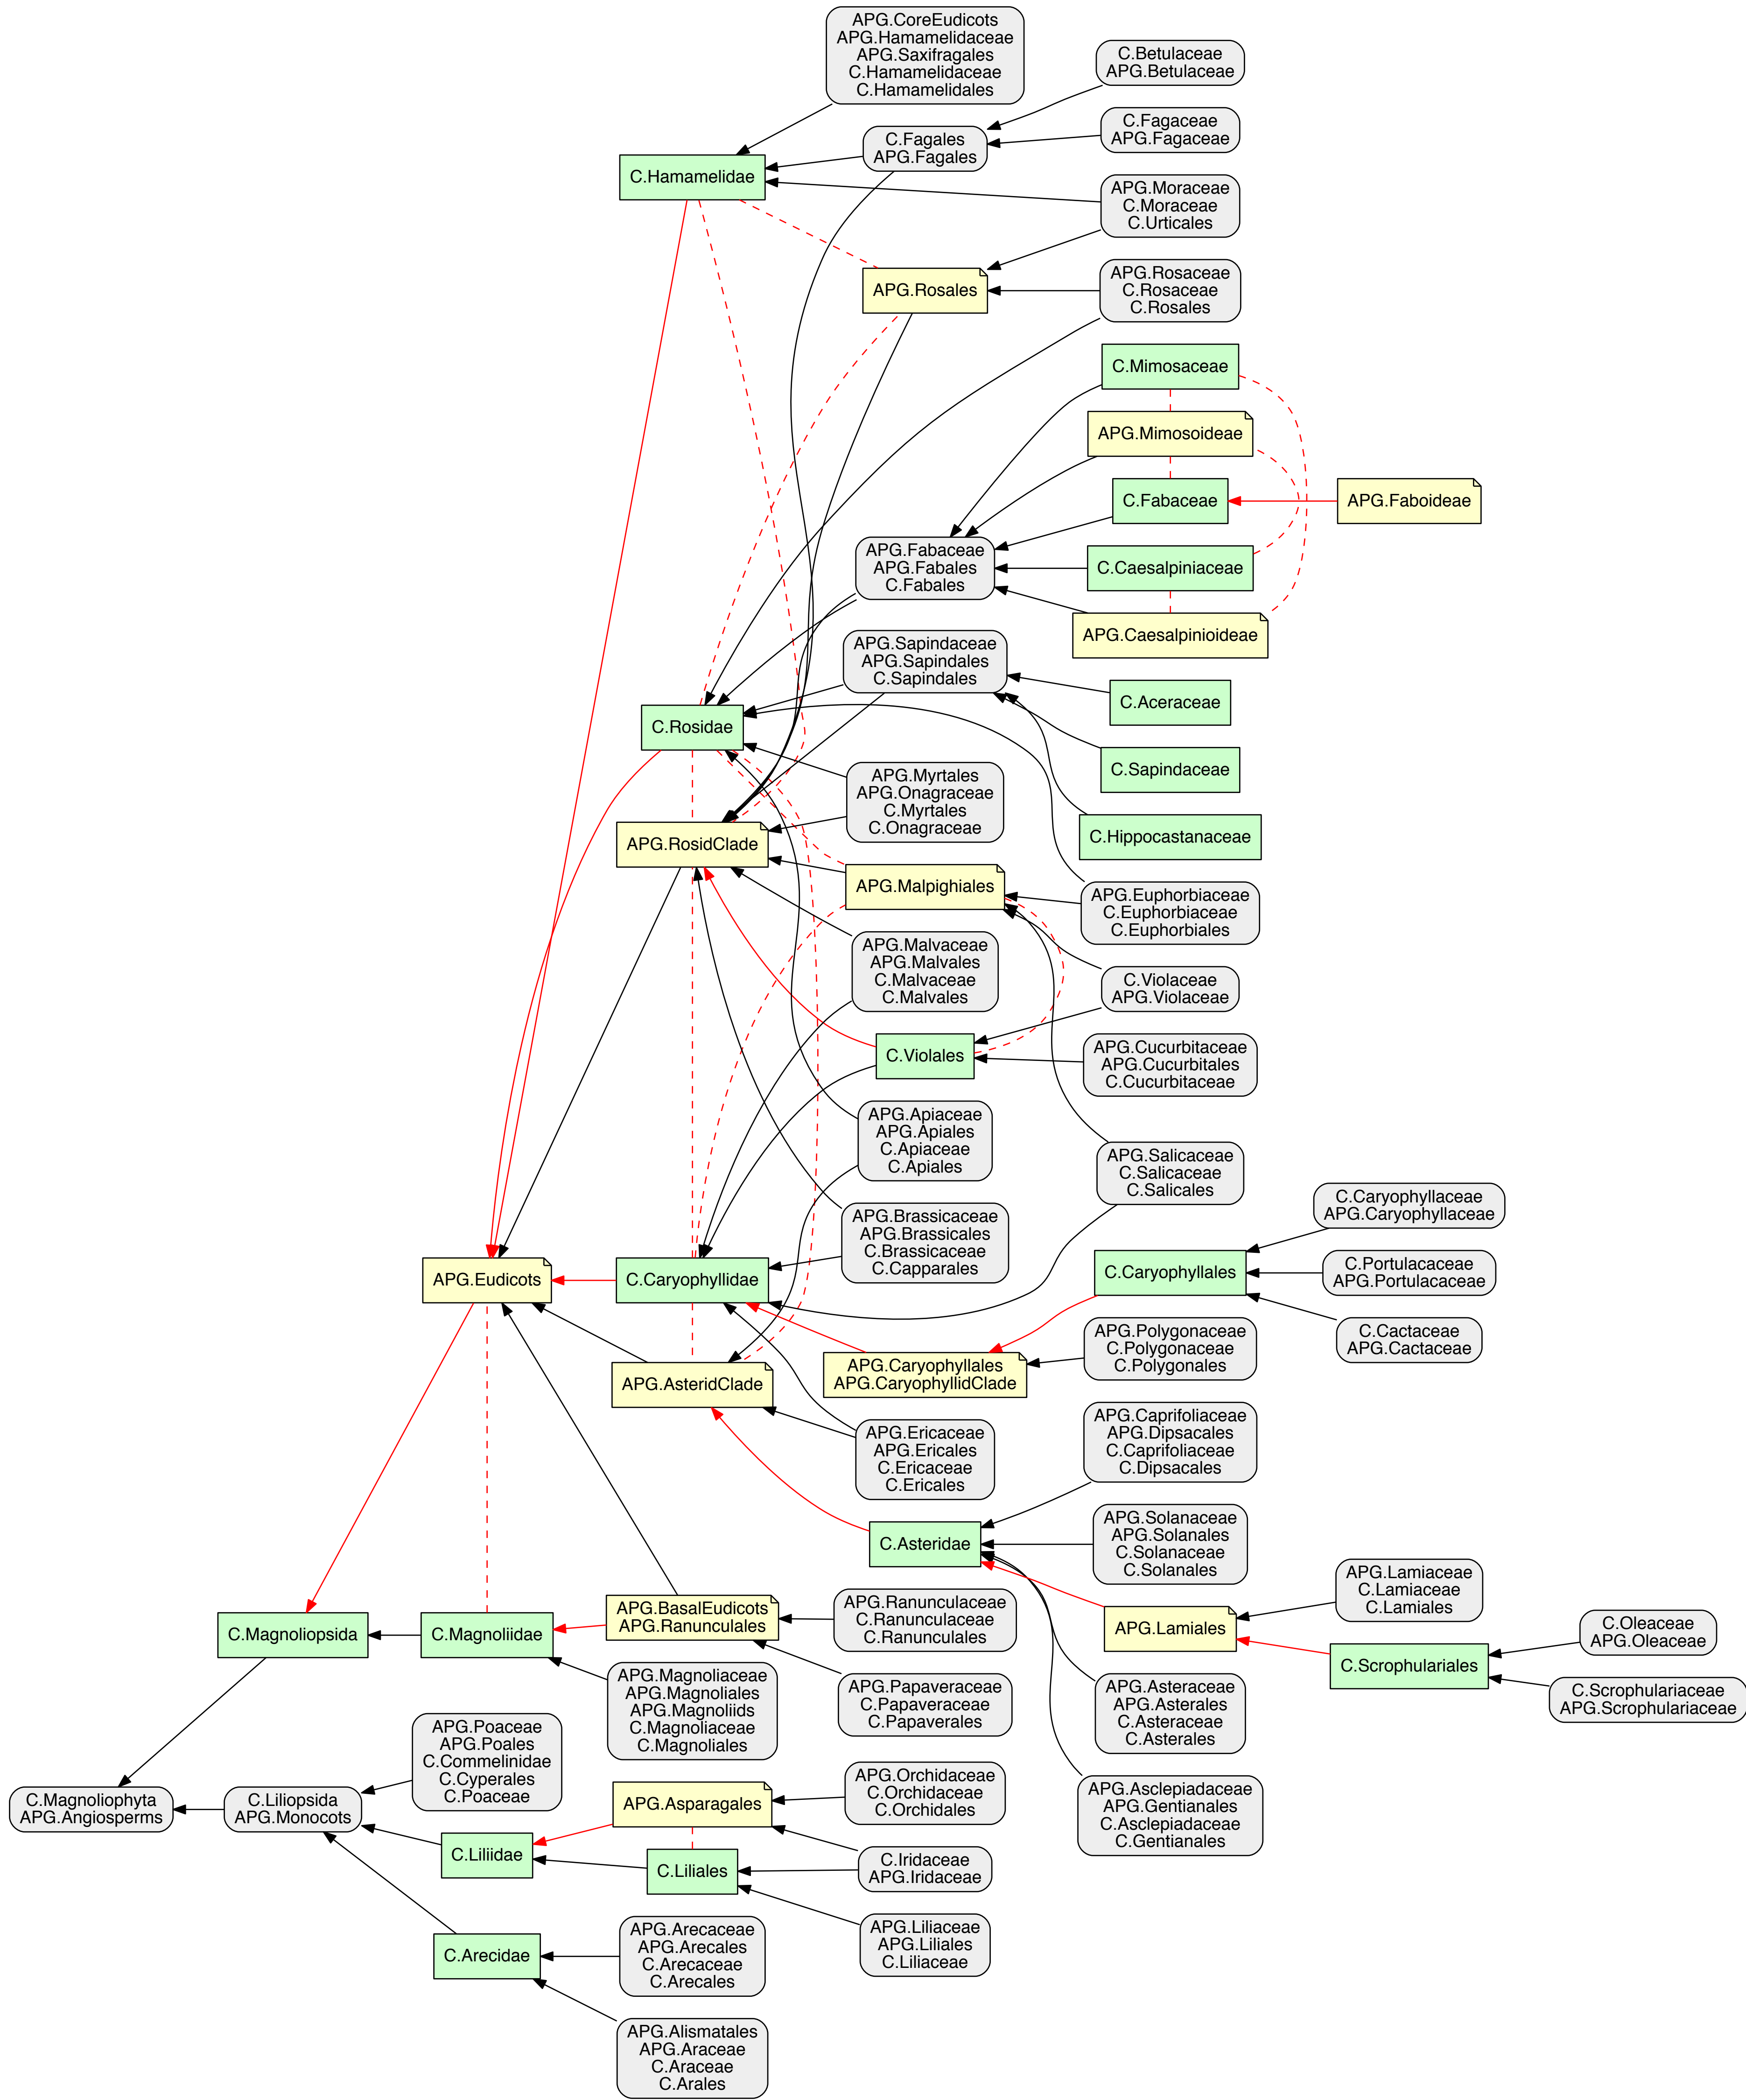 APG.CoreEudicots
APG.Hamamelidaceae
APG.Saxifragales
C.Hamamelidaceae
C.Hamamelidales
C.Betulaceae
APG.Betulaceae
C.Fagaceae
APG.Fagaceae
C.Fagales
APG.Fagales
C.Hamamelidae
APG.Moraceae
C.Moraceae
C.Urticales
APG.Rosales
APG.Rosaceae
C.Rosaceae
C.Rosales
C.Mimosaceae
APG.Mimosoideae
C.Fabaceae
APG.Faboideae
APG.Fabaceae
APG.Fabales
C.Fabales
C.Caesalpiniaceae
APG.Caesalpinioideae
APG.Sapindaceae
APG.Sapindales
C.Sapindales
C.Aceraceae
C.Rosidae
C.Sapindaceae
APG.Myrtales
APG.Onagraceae
C.Myrtales
C.Onagraceae
C.Hippocastanaceae
APG.RosidClade
APG.Malpighiales
APG.Euphorbiaceae
C.Euphorbiaceae
C.Euphorbiales
APG.Malvaceae
APG.Malvales
C.Malvaceae
C.Malvales
C.Violaceae
APG.Violaceae
C.Violales
APG.Cucurbitaceae
APG.Cucurbitales
C.Cucurbitaceae
APG.Apiaceae
APG.Apiales
C.Apiaceae
C.Apiales
APG.Salicaceae
C.Salicaceae
C.Salicales
C.Caryophyllaceae
APG.Caryophyllaceae
APG.Brassicaceae
APG.Brassicales
C.Brassicaceae
C.Capparales
APG.Eudicots
C.Caryophyllidae
C.Caryophyllales
C.Portulacaceae
APG.Portulacaceae
C.Cactaceae
APG.Cactaceae
APG.Polygonaceae
C.Polygonaceae
C.Polygonales
APG.AsteridClade
APG.Caryophyllales
APG.CaryophyllidClade
APG.Caprifoliaceae
APG.Dipsacales
C.Caprifoliaceae
C.Dipsacales
APG.Ericaceae
APG.Ericales
C.Ericaceae
C.Ericales
C.Asteridae
APG.Solanaceae
APG.Solanales
C.Solanaceae
C.Solanales
APG.Lamiaceae
C.Lamiaceae
C.Lamiales
C.Magnoliopsida
C.Magnoliidae
APG.BasalEudicots
APG.Ranunculales
APG.Ranunculaceae
C.Ranunculaceae
C.Ranunculales
APG.Lamiales
C.Oleaceae
APG.Oleaceae
C.Scrophulariales
C.Scrophulariaceae
APG.Scrophulariaceae
APG.Magnoliaceae
APG.Magnoliales
APG.Magnoliids
C.Magnoliaceae
C.Magnoliales
APG.Papaveraceae
C.Papaveraceae
C.Papaverales
APG.Asteraceae
APG.Asterales
C.Asteraceae
C.Asterales
APG.Poaceae
APG.Poales
C.Commelinidae
C.Cyperales
C.Poaceae
C.Magnoliophyta
APG.Angiosperms
C.Liliopsida
APG.Monocots
APG.Asparagales
APG.Orchidaceae
C.Orchidaceae
C.Orchidales
APG.Asclepiadaceae
APG.Gentianales
C.Asclepiadaceae
C.Gentianales
C.Liliidae
C.Liliales
C.Iridaceae
APG.Iridaceae
C.Arecidae
APG.Arecaceae
APG.Arecales
C.Arecaceae
C.Arecales
APG.Liliaceae
APG.Liliales
C.Liliaceae
APG.Alismatales
APG.Araceae
C.Araceae
C.Arales